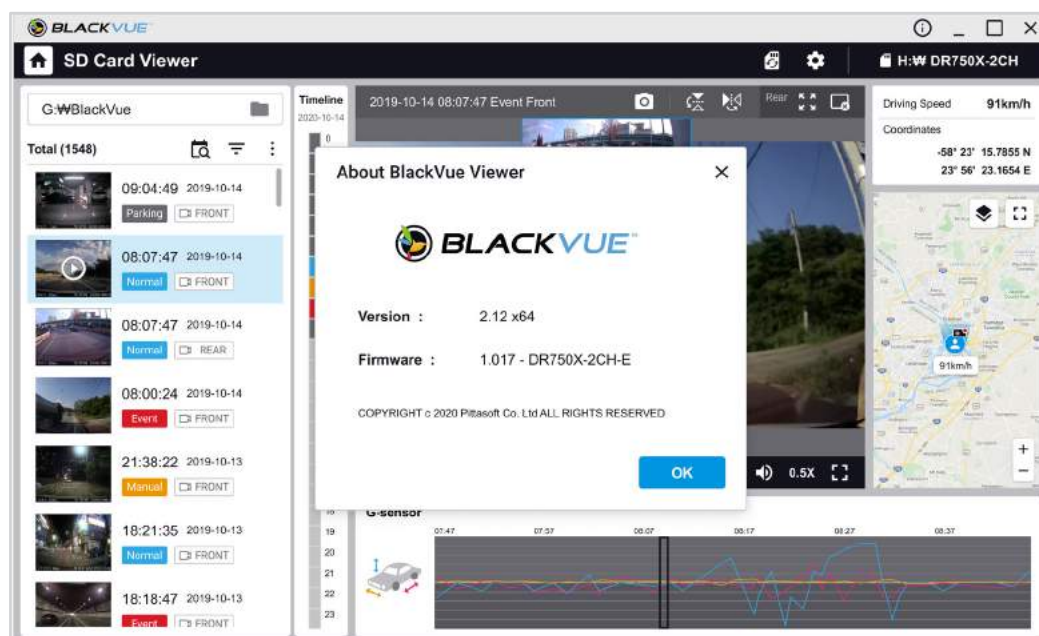 BLACKVUE
SD Card Viewer
H:₩ DR750X-2CH
G:₩BlackVue
Total (1548)
09:04:49 2019-10-14
Parking FRONT
08:07:47 2019-10-14
Normal FRONT
08:07:47 2019-10-14
Normal REAR
08:00:24 2019-10-14
Event FRONT
21:38:22 2019-10-13
Manual FRONT
18:21:35 2019-10-13
Normal FRONT
18:18:47 2019-10-13
Event FRONT
Timeline
2020-10-14
0
19
20
21
22
23
2019-10-14 08:07:47 Event Front
Rear
About BlackVue Viewer
BLACKVUE
Version : 2.12 x64
Firmware : 1.017 - DR750X-2CH-E
COPYRIGHT c 2020 Pittasoft Co. Ltd ALL RIGHTS RESERVED
OK
0.5X
Driving Speed 91km/h
Coordinates
-58° 23' 15.7855 N
23° 56' 23.1654 E
91km/h
G-sensor
07:47 07:57 08:07 08:17 08:27 08:37